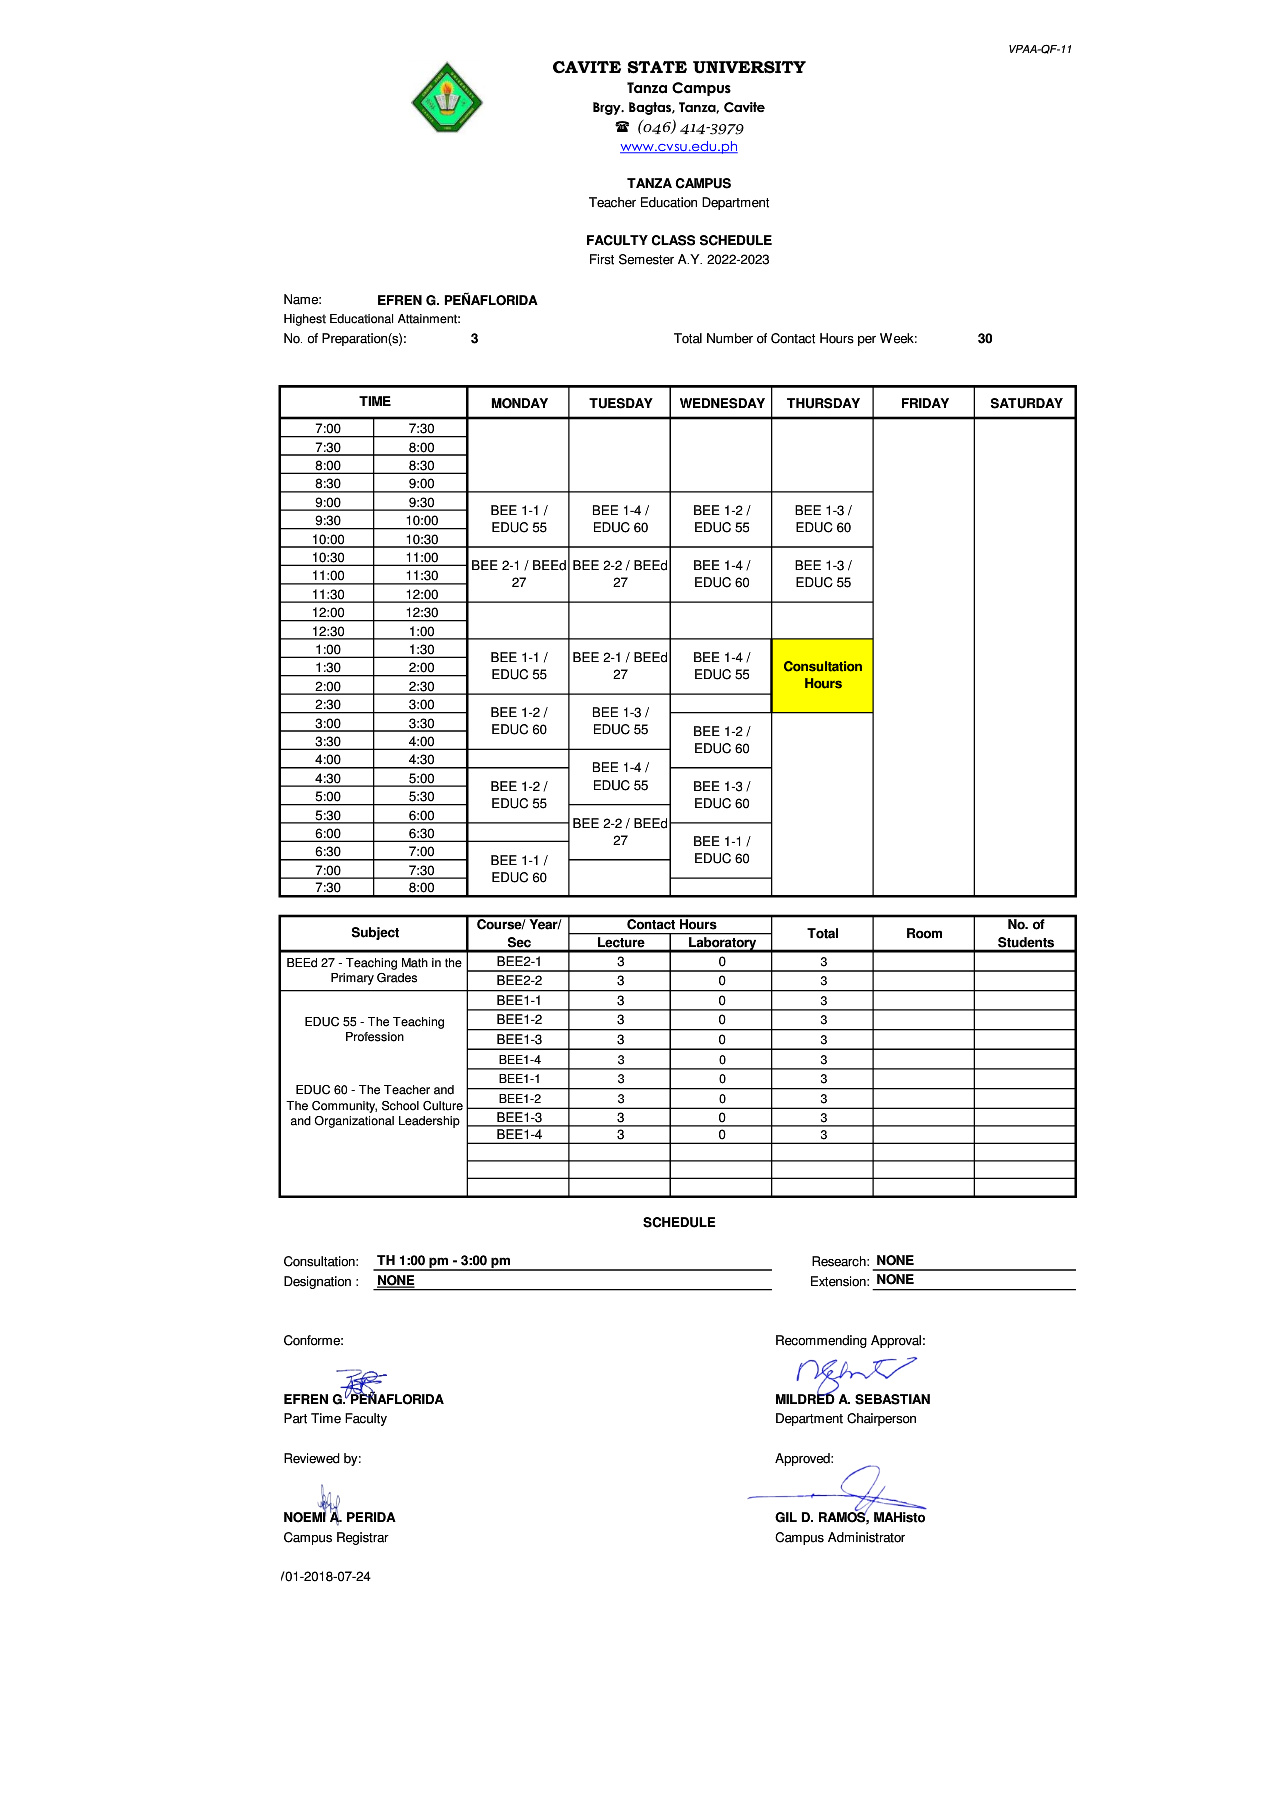 VPAA-QF-11
CAVITE STATE UNIVERSITY
Tanza Campus
Brgy. Bagtas, Tanza, Cavite
☎ (046) 414-3979
www.cvsu.edu.ph
TANZA CAMPUS
Teacher Education Department
FACULTY CLASS SCHEDULE
First Semester A.Y. 2022-2023
Name: EFREN G. PEÑAFLORIDA
Highest Educational Attainment:
No. of Preparation(s): 3 Total Number of Contact Hours per Week: 30
TIME MONDAY TUESDAY WEDNESDAY THURSDAY FRIDAY SATURDAY
7:00 7:30
7:30 8:00
8:00 8:30
8:30 9:00
9:00 9:30
9:30 10:00
10:00 10:30
BEE 1-1 / BEE 1-4 / BEE 1-2 / BEE 1-3 /
EDUC 55 EDUC 60 EDUC 55 EDUC 60
10:30 11:00
11:00 11:30
11:30 12:00
BEE 2-1 / BEEd BEE 2-2 / BEEd BEE 1-4 / BEE 1-3 /
27 27 EDUC 60 EDUC 55
12:00 12:30
12:30 1:00
1:00 1:30
1:30 2:00
2:00 2:30
BEE 1-1 / BEE 2-1 / BEEd BEE 1-4 / Consultation
EDUC 55 27 EDUC 55 Hours
2:30 3:00
3:00 3:30
3:30 4:00
BEE 1-2 / BEE 1-3 /
EDUC 60 EDUC 55
BEE 1-2 /
EDUC 60
4:00 4:30
4:30 5:00
5:00 5:30
BEE 1-4 /
EDUC 55
BEE 1-2 / BEE 1-3 /
EDUC 55 EDUC 60
5:30 6:00
6:00 6:30
6:30 7:00
BEE 2-2 / BEEd
27
BEE 1-1 /
EDUC 60
7:00 7:30
7:30 8:00
BEE 1-1 /
EDUC 60
Subject Course/ Year/ Contact Hours Total Room No. of
Sec Lecture Laboratory Students
BEEd 27 - Teaching Math in the
Primary Grades
BEE2-1 3 0 3
BEE2-2 3 0 3
EDUC 55 - The Teaching
Profession
BEE1-1 3 0 3
BEE1-2 3 0 3
BEE1-3 3 0 3
BEE1-4 3 0 3
EDUC 60 - The Teacher and
The Community, School Culture
and Organizational Leadership
BEE1-1 3 0 3
BEE1-2 3 0 3
BEE1-3 3 0 3
BEE1-4 3 0 3
SCHEDULE
Consultation: TH 1:00 pm - 3:00 pm Research: NONE
Designation : NONE Extension: NONE
Conforme: Recommending Approval:
EFREN G. PEÑAFLORIDA MILDRED A. SEBASTIAN
Part Time Faculty Department Chairperson
Reviewed by: Approved:
NOEMI A. PERIDA GIL D. RAMOS, MAHisto
Campus Registrar Campus Administrator
/01-2018-07-24